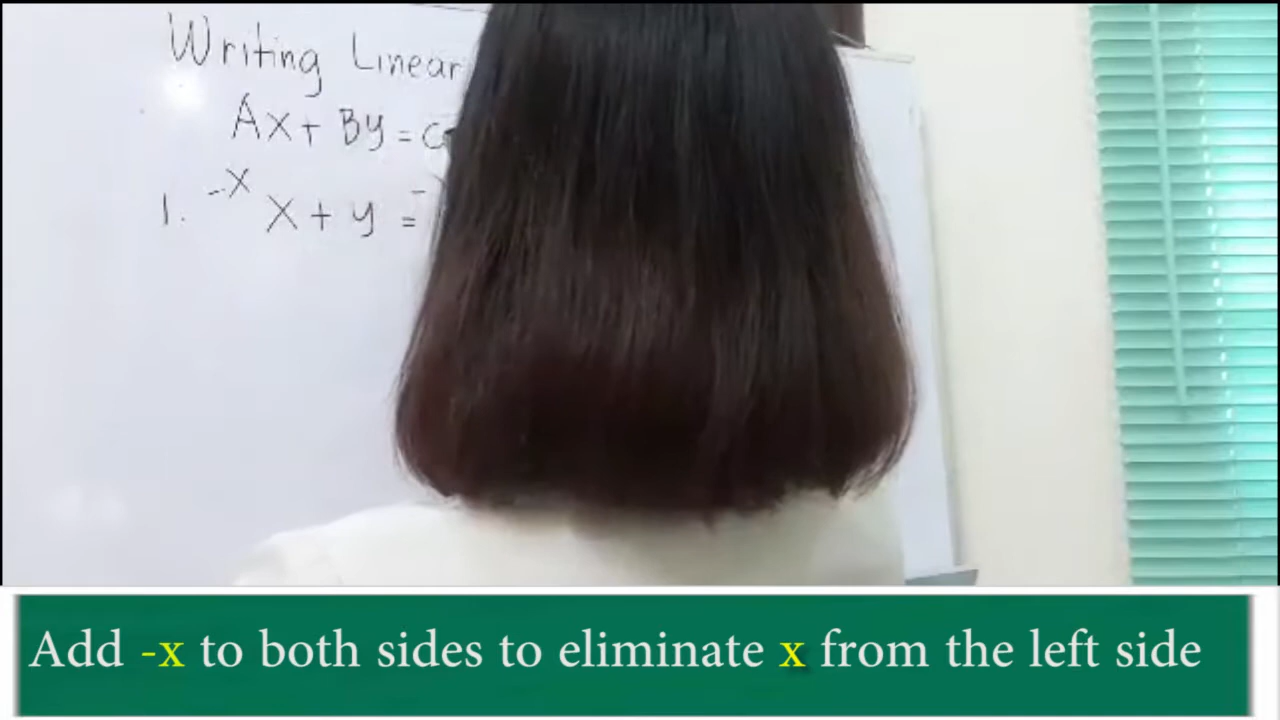 Writing Linear
Ax + By = C
-x
1. x + y = -
Add -x to both sides to eliminate x from the left side